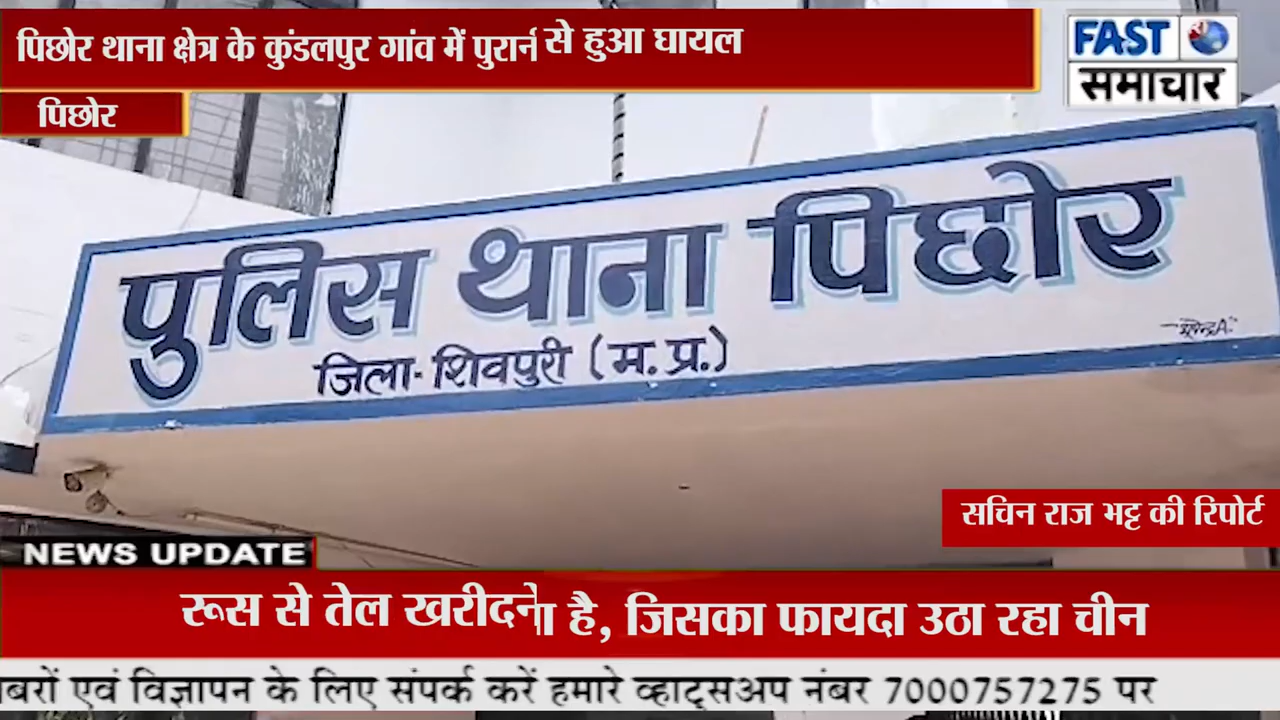 पिछोर थाना क्षेत्र के कुंडलपुर गांव में से हुआ घायल
FAST
समाचार
पिछोर
पुलिस थाना पिछोर
जिला-शिवपुरी (म.प्र.)
सचिन राज भट्ट की रिपोर्ट
NEWS UPDATE
रूस से तेल खरीदने है, जिसका फायदा उठा रहा चीन
एवं विज्ञापन के लिए संपर्क करें हमारे व्हाट्सअप नंबर 7000757275 पर